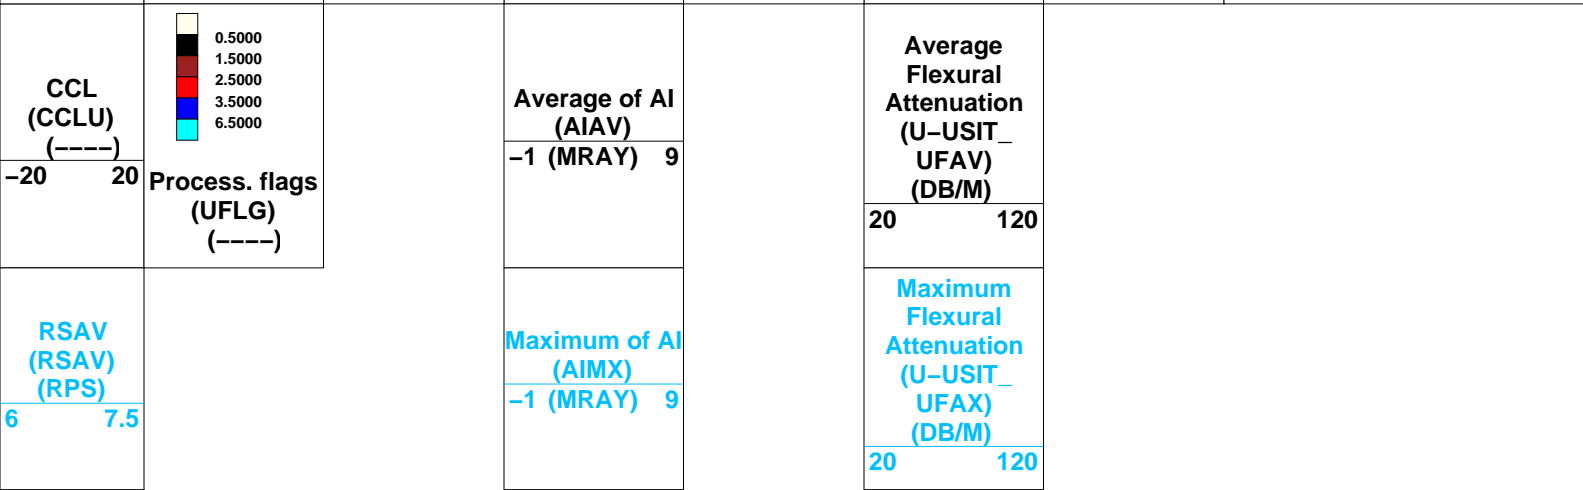 CCL
(CCLU)
(----)
−20 20
0.5000
1.5000
2.5000
3.5000
6.5000
Process. flags
(UFLG)
(----)
Average of AI
(AIAV)
−1 (MRAY) 9
Average
Flexural
Attenuation
(U−USIT_
UFAV)
(DB/M)
20 120
RSAV
(RSAV)
(RPS)
6 7.5
Maximum of AI
(AIMX)
−1 (MRAY) 9
Maximum
Flexural
Attenuation
(U−USIT_
UFAX)
(DB/M)
20 120